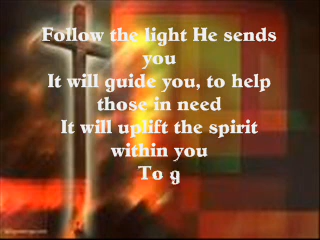 Follow the light He sends
you
It will guide you, to help
those in need
It will uplift the spirit
within you
To g